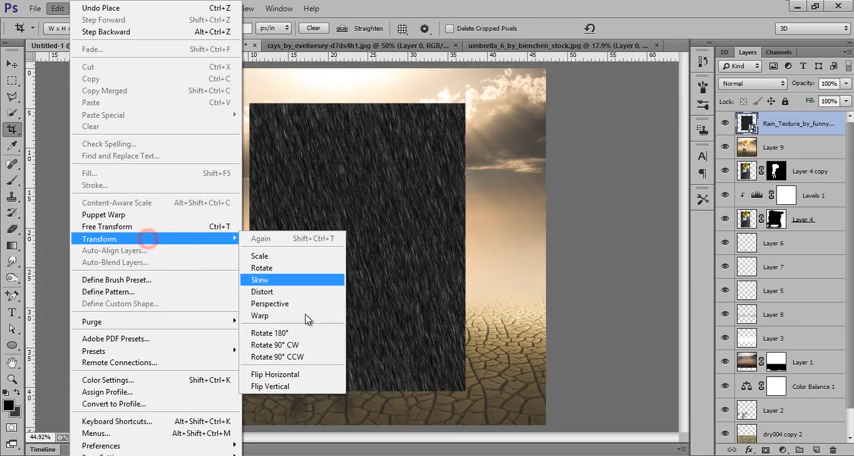 Ps File Edit Window Help
W x H x px/in Clear Straighten Delete Cropped Pixels 3D
Untitled-1 rays_by_evelivesey-d7ds4h1.jpg @ 50% (Layer 0, RGB/... × umbrella_6_by_bienchen_stock.jpg @ 17.9% (Layer 0, RGB/... ×
Undo Place Ctrl+Z
Step Forward Shift+Ctrl+Z
Step Backward Alt+Ctrl+Z
Fade... Shift+Ctrl+F
Cut Ctrl+X
Copy Ctrl+C
Copy Merged Shift+Ctrl+C
Paste Ctrl+V
Paste Special
Clear
Check Spelling...
Find and Replace Text...
Fill... Shift+F5
Stroke...
Content-Aware Scale Alt+Shift+Ctrl+C
Puppet Warp
Free Transform Ctrl+T
Transform
Auto-Align Layers...
Auto-Blend Layers...
Define Brush Preset...
Define Pattern...
Define Custom Shape...
Purge
Adobe PDF Presets...
Presets
Remote Connections...
Color Settings... Shift+Ctrl+K
Assign Profile...
Convert to Profile...
Keyboard Shortcuts... Alt+Shift+Ctrl+K
Menus... Alt+Shift+Ctrl+M
Preferences
Again Shift+Ctrl+T
Scale
Rotate
Skew
Distort
Perspective
Warp
Rotate 180°
Rotate 90° CW
Rotate 90° CCW
Flip Horizontal
Flip Vertical
3D Layers Channels
Kind
Normal Opacity: 100%
Lock: Fill: 100%
Rain_Texture_by_funny...
Layer 9
Layer 4 copy
Levels 1
Layer 4
Layer 6
Layer 7
Layer 5
Layer 8
Layer 3
Layer 1
Color Balance 1
Layer 2
dry004 copy 2
44.92%
Timeline